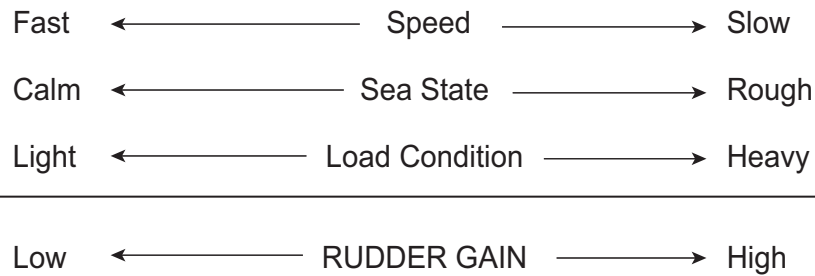 Fast Speed Slow
Calm Sea State Rough
Light Load Condition Heavy
Low RUDDER GAIN High